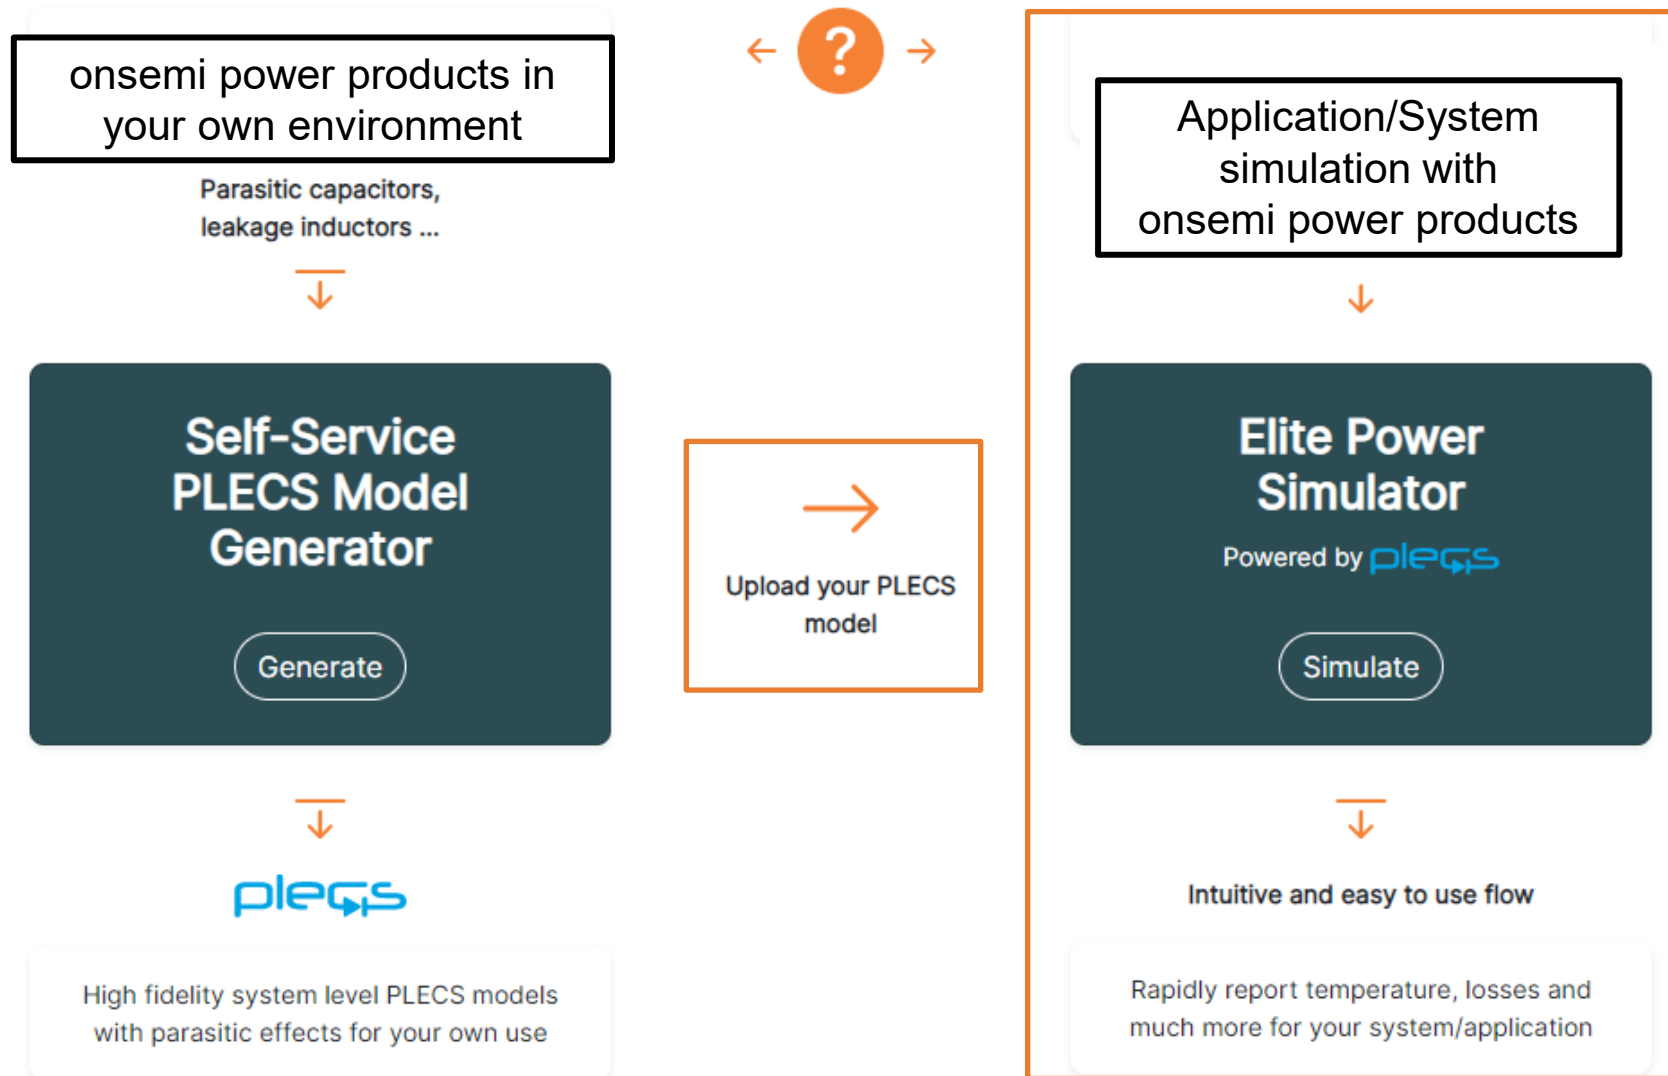 onsemi power products in
your own environment
Parasitic capacitors,
leakage inductors ...
Self-Service
PLECS Model
Generator
Generate
plecs
High fidelity system level PLECS models
with parasitic effects for your own use
?
Upload your PLECS
model
Application/System
simulation with
onsemi power products
Elite Power
Simulator
Powered by plecs
Simulate
Intuitive and easy to use flow
Rapidly report temperature, losses and
much more for your system/application